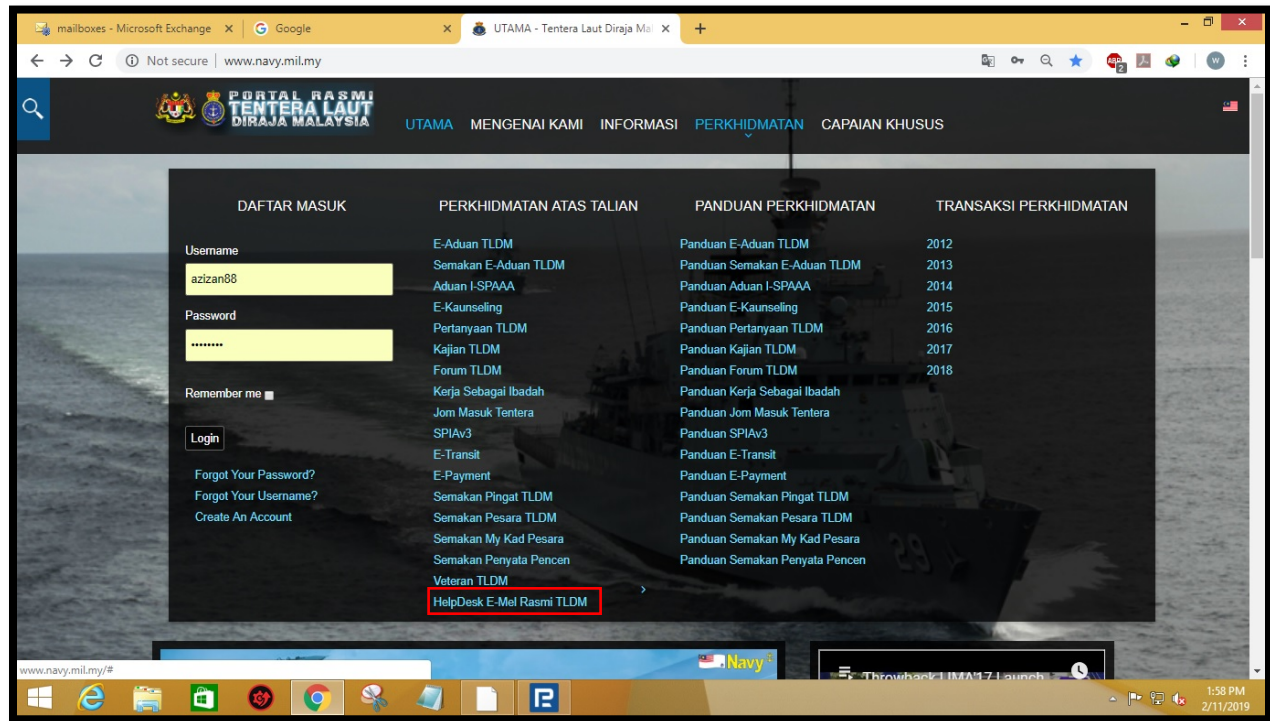 mailboxes - Microsoft Exchange
Google
UTAMA - Tentera Laut Diraja Mal
Not secure | www.navy.mil.my
ABP
2
W
PORTAL RASMI
TENTERA LAUT
DIRAJA MALAYSIA
UTAMA MENGENAI KAMI INFORMASI PERKHIDMATAN CAPAIAN KHUSUS
DAFTAR MASUK
Username
azizan88
Password
••••••••
Remember me
Login
Forgot Your Password?
Forgot Your Username?
Create An Account
PERKHIDMATAN ATAS TALIAN
E-Aduan TLDM
Semakan E-Aduan TLDM
Aduan I-SPAAA
E-Kaunseling
Pertanyaan TLDM
Kajian TLDM
Forum TLDM
Kerja Sebagai Ibadah
Jom Masuk Tentera
SPIAv3
E-Transit
E-Payment
Semakan Pingat TLDM
Semakan Pesara TLDM
Semakan My Kad Pesara
Semakan Penyata Pencen
Veteran TLDM
HelpDesk E-Mel Rasmi TLDM
PANDUAN PERKHIDMATAN
Panduan E-Aduan TLDM
Panduan Semakan E-Aduan TLDM
Panduan Aduan I-SPAAA
Panduan E-Kaunseling
Panduan Pertanyaan TLDM
Panduan Kajian TLDM
Panduan Forum TLDM
Panduan Kerja Sebagai Ibadah
Panduan Jom Masuk Tentera
Panduan SPIAv3
Panduan E-Transit
Panduan E-Payment
Panduan Semakan Pingat TLDM
Panduan Semakan Pesara TLDM
Panduan Semakan My Kad Pesara
Panduan Semakan Penyata Pencen
TRANSAKSI PERKHIDMATAN
2012
2013
2014
2015
2016
2017
2018
29
Navy
Throwback LIMA'17 Launch
www.navy.mil.my/#
1:58 PM
2/11/2019